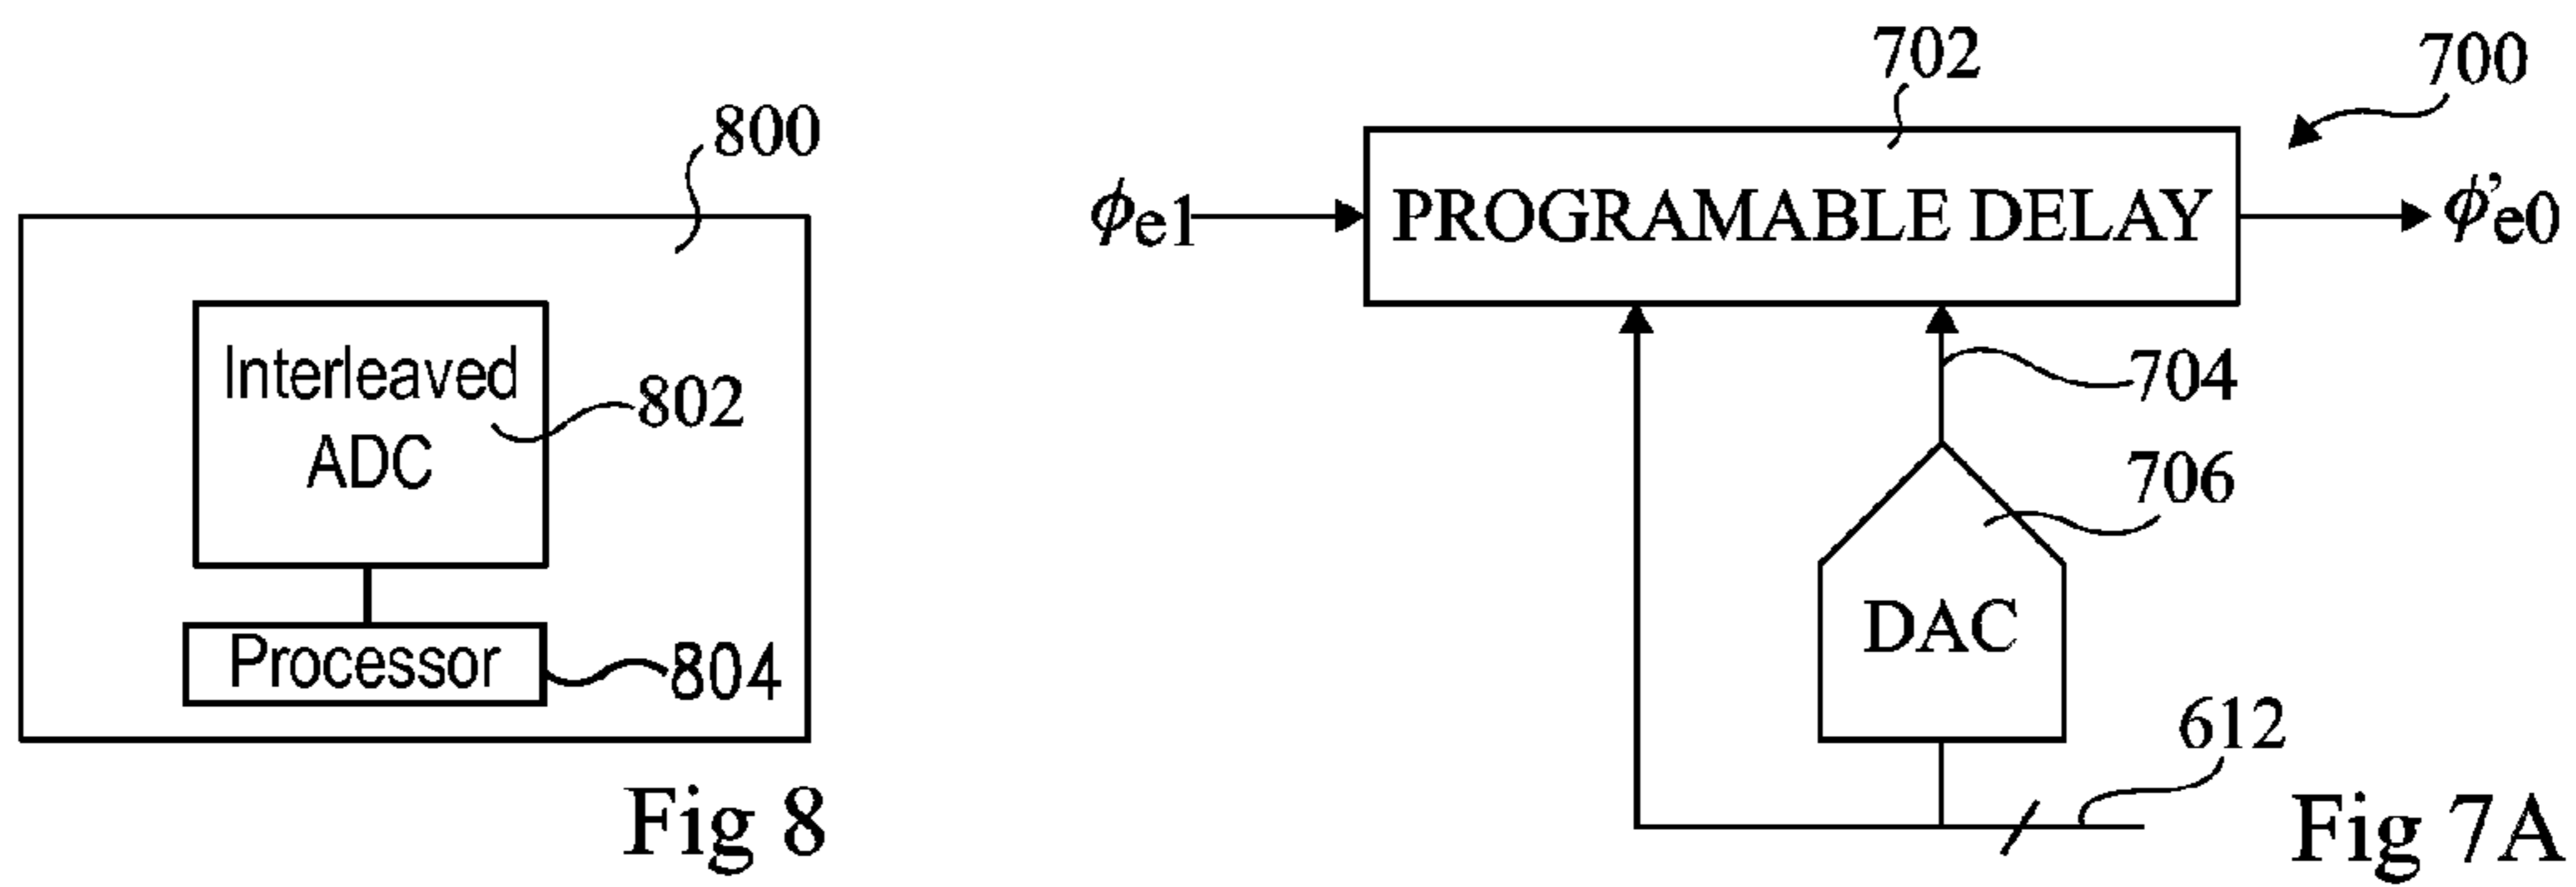 800
Interleaved
ADC
802
Processor
804
Fig 8
702
700
ϕe1
PROGRAMABLE DELAY
ϕ'e0
704
706
DAC
612
Fig 7A